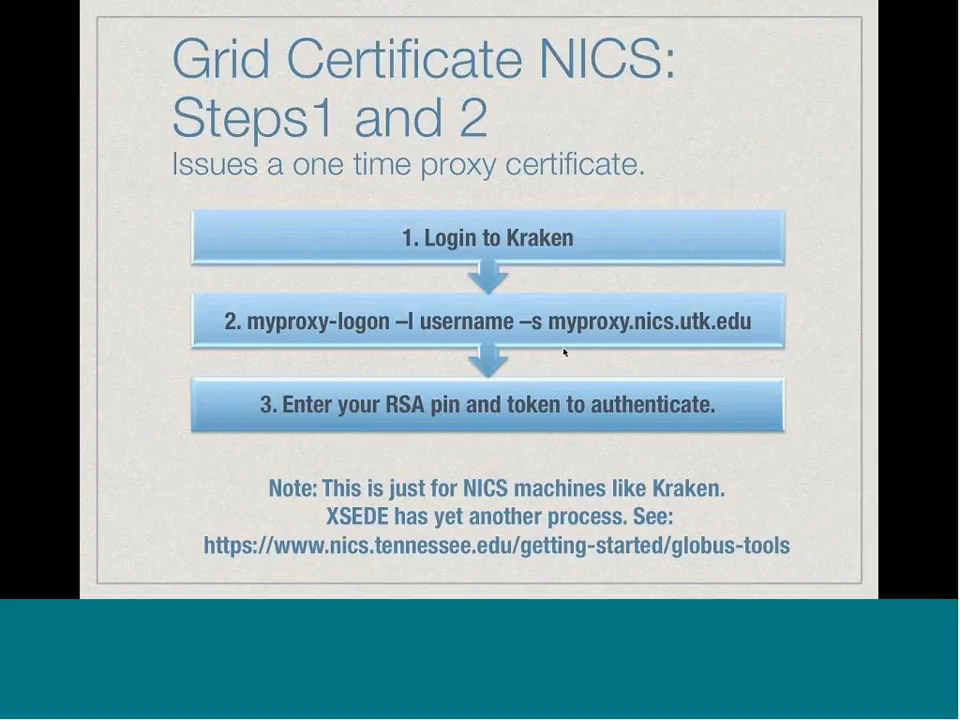 Grid Certificate NICS:
Steps1 and 2
Issues a one time proxy certificate.
1. Login to Kraken
2. myproxy-logon –l username –s myproxy.nics.utk.edu
3. Enter your RSA pin and token to authenticate.
Note: This is just for NICS machines like Kraken.
XSEDE has yet another process. See:
https://www.nics.tennessee.edu/getting-started/globus-tools